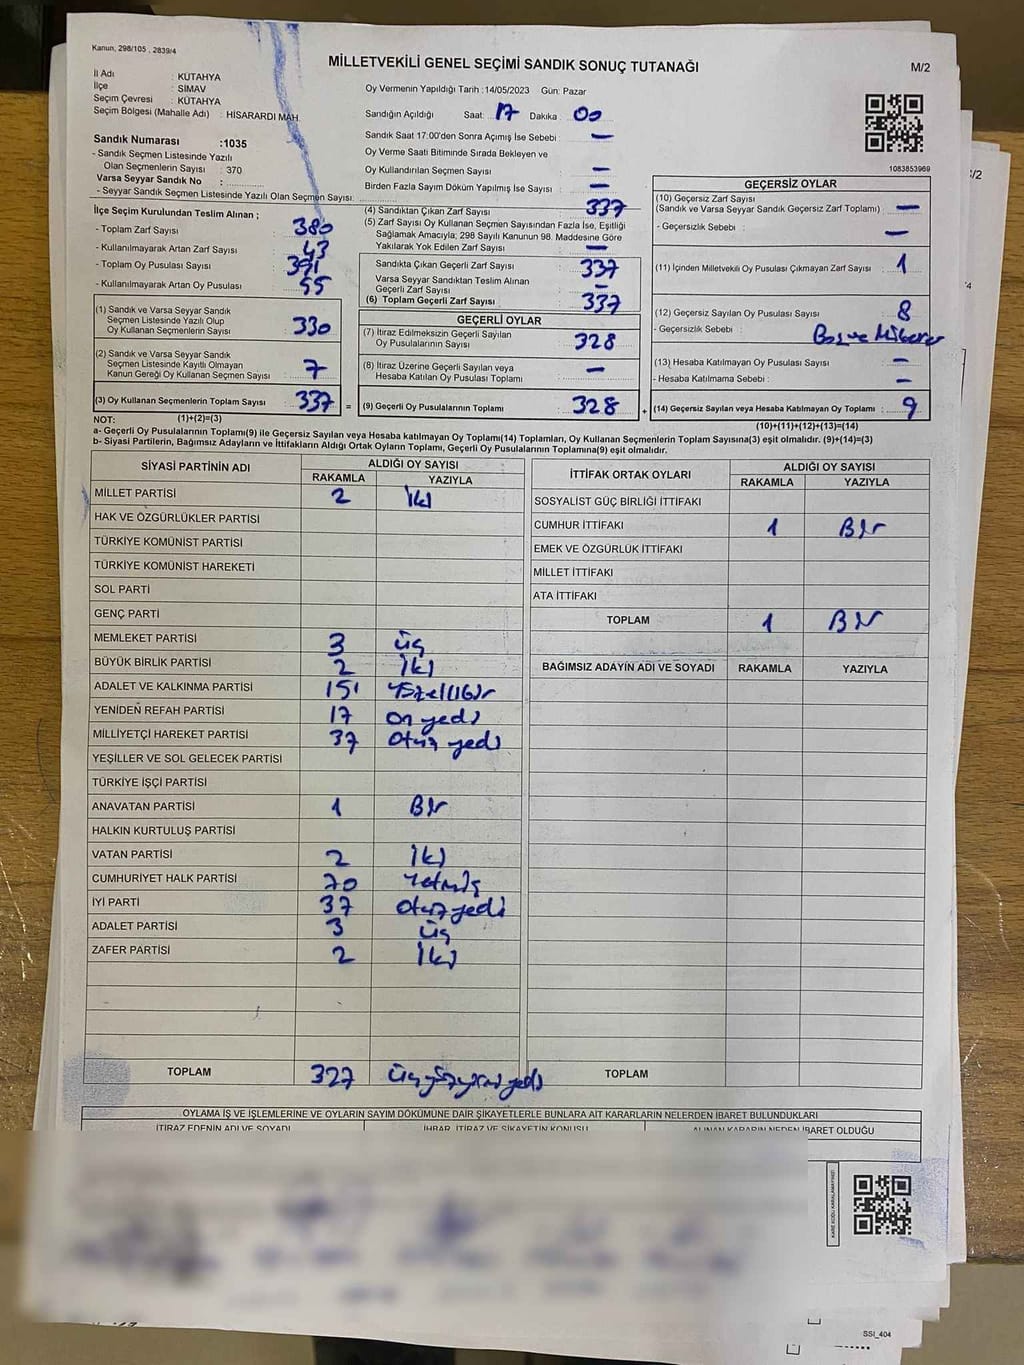 Kanun, 298/105 , 2839/4
MİLLETVEKİLİ GENEL SEÇİMİ SANDIK SONUÇ TUTANAĞI
M/2
İl Adı : KÜTAHYA
İlçe : SİMAV
Seçim Çevresi : KÜTAHYA
Seçim Bölgesi (Mahalle Adı) : HİSARARDI MAH.
Oy Vermenin Yapıldığı Tarih :14/05/2023 Gün: Pazar
Sandığın Açıldığı Saat: 17 Dakika : 00
Sandık Saat 17:00'den Sonra Açımış İse Sebebi : —
Oy Verme Saati Bitiminde Sırada Bekleyen ve
Oy Kullandırılan Seçmen Sayısı : —
Birden Fazla Sayım Döküm Yapılmış İse Sayısı : —
1083853969
Sandık Numarası :1035
- Sandık Seçmen Listesinde Yazılı
Olan Seçmenlerin Sayısı : 370
Varsa Seyyar Sandık No :
- Seyyar Sandık Seçmen Listesinde Yazılı Olan Seçmen Sayısı:
İlçe Seçim Kurulundan Teslim Alınan ;
- Toplam Zarf Sayısı : 380
- Kullanılmayarak Artan Zarf Sayısı : 43
- Toplam Oy Pusulası Sayısı : 391
- Kullanılmayarak Artan Oy Pusulası : 55
(1) Sandık ve Varsa Seyyar Sandık
Seçmen Listesinde Yazılı Olup
Oy Kullanan Seçmenlerin Sayısı : 330
(2) Sandık ve Varsa Seyyar Sandık
Seçmen Listesinde Kayıtlı Olmayan
Kanun Gereği Oy Kullanan Seçmen Sayısı : 7
(3) Oy Kullanan Seçmenlerin Toplam Sayısı : 337 =
(1)+(2)=(3)
(4) Sandıktan Çıkan Zarf Sayısı : 337
(5) Zarf Sayısı Oy Kullanan Seçmen Sayısından Fazla İse, Eşitliği
Sağlamak Amacıyla; 298 Sayılı Kanunun 98. Maddesine Göre
Yakılarak Yok Edilen Zarf Sayısı : —
Sandıkta Çıkan Geçerli Zarf Sayısı : 337
Varsa Seyyar Sandıktan Teslim Alınan
Geçerli Zarf Sayısı : —
(6) Toplam Geçerli Zarf Sayısı : 337
GEÇERLİ OYLAR
(7) İtiraz Edilmeksizin Geçerli Sayılan
Oy Pusulalarının Sayısı : 328
(8) İtiraz Üzerine Geçerli Sayılan veya
Hesaba Katılan Oy Pusulası Toplamı : —
(9) Geçerli Oy Pusulalarının Toplamı : 328 +
GEÇERSİZ OYLAR
(10) Geçersiz Zarf Sayısı
(Sandık ve Varsa Seyyar Sandık Geçersiz Zarf Toplamı) : —
- Geçersizlik Sebebi : —
(11) İçinden Milletvekili Oy Pusulası Çıkmayan Zarf Sayısı : 1
(12) Geçersiz Sayılan Oy Pusulası Sayısı : 8
- Geçersizlik Sebebi : Boş ve
(13) Hesaba Katılmayan Oy Pusulası Sayısı : —
- Hesaba Katılmama Sebebi : —
(14) Geçersiz Sayılan veya Hesaba Katılmayan Oy Toplamı : 9
(10)+(11)+(12)+(13)=(14)
NOT:
a- Geçerli Oy Pusulalarının Toplamı(9) ile Geçersiz Sayılan veya Hesaba katılmayan Oy Toplamı(14) Toplamları, Oy Kullanan Seçmenlerin Toplam Sayısına(3) eşit olmalıdır. (9)+(14)=(3)
b- Siyasi Partilerin, Bağımsız Adayların ve İttifakların Aldığı Ortak Oyların Toplamı, Geçerli Oy Pusulalarının Toplamına(9) eşit olmalıdır.
SİYASİ PARTİNİN ADI ALDIĞI OY SAYISI
RAKAMLA YAZIYLA
MİLLET PARTİSİ 2 İki
HAK VE ÖZGÜRLÜKLER PARTİSİ
TÜRKİYE KOMÜNİST PARTİSİ
TÜRKİYE KOMÜNİST HAREKETİ
SOL PARTİ
GENÇ PARTİ
MEMLEKET PARTİSİ 3 Üç
BÜYÜK BİRLİK PARTİSİ 2 İki
ADALET VE KALKINMA PARTİSİ 151 Yüzellibir
YENİDEN REFAH PARTİSİ 17 On yedi
MİLLİYETÇİ HAREKET PARTİSİ 37 Otuz yedi
YEŞİLLER VE SOL GELECEK PARTİSİ
TÜRKİYE İŞÇİ PARTİSİ
ANAVATAN PARTİSİ 1 Bir
HALKIN KURTULUŞ PARTİSİ
VATAN PARTİSİ 2 İki
CUMHURİYET HALK PARTİSİ 70 Yetmiş
İYİ PARTİ 37 Otuz yedi
ADALET PARTİSİ 3 Üç
ZAFER PARTİSİ 2 İki
TOPLAM 327 Üçyüzyirmi yedi
İTTİFAK ORTAK OYLARI ALDIĞI OY SAYISI
RAKAMLA YAZIYLA
SOSYALİST GÜÇ BİRLİĞİ İTTİFAKI
CUMHUR İTTİFAKI 1 Bir
EMEK VE ÖZGÜRLÜK İTTİFAKI
MİLLET İTTİFAKI
ATA İTTİFAKI
TOPLAM 1 Bir
BAĞIMSIZ ADAYIN ADI VE SOYADI RAKAMLA YAZIYLA
TOPLAM
OYLAMA İŞ VE İŞLEMLERİNE VE OYLARIN SAYIM DÖKÜMÜNE DAİR ŞİKAYETLERLE BUNLARA AİT KARARLARIN NELERDEN İBARET BULUNDUKLARI
İTİRAZ EDENİN ADI VE SOYADI İHBAR, İTİRAZ VE ŞİKAYETİN KONUSU ALINAN KARARIN NEDEN İBARET OLDUĞU
KARE KODU KARALAMAYINIZ!
SSİ_404